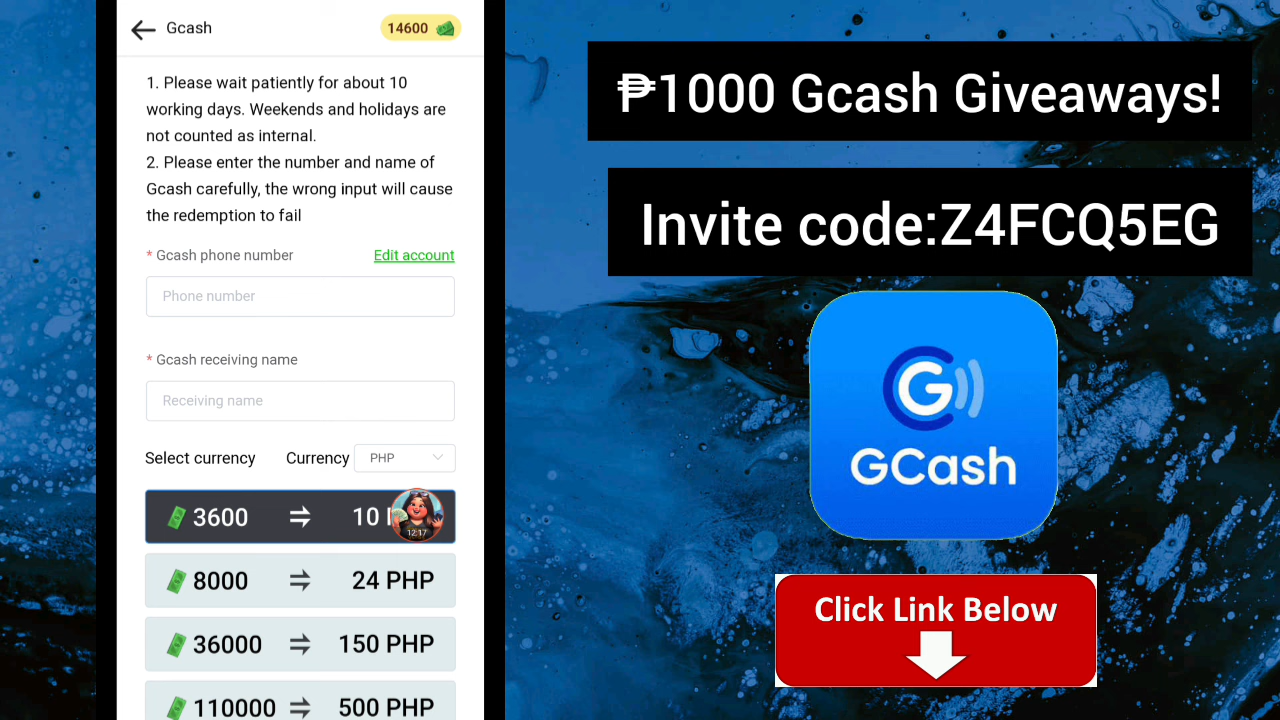 Gcash
14600
1. Please wait patiently for about 10
working days. Weekends and holidays are
not counted as internal.
2. Please enter the number and name of
Gcash carefully, the wrong input will cause
the redemption to fail
* Gcash phone number
Edit account
Phone number
* Gcash receiving name
Receiving name
Select currency
Currency
PHP
3600 ⇌ 10
12:17
8000 ⇌ 24 PHP
36000 ⇌ 150 PHP
110000 ⇌ 500 PHP
₱1000 Gcash Giveaways!
Invite code:Z4FCQ5EG
G
GCash
Click Link Below